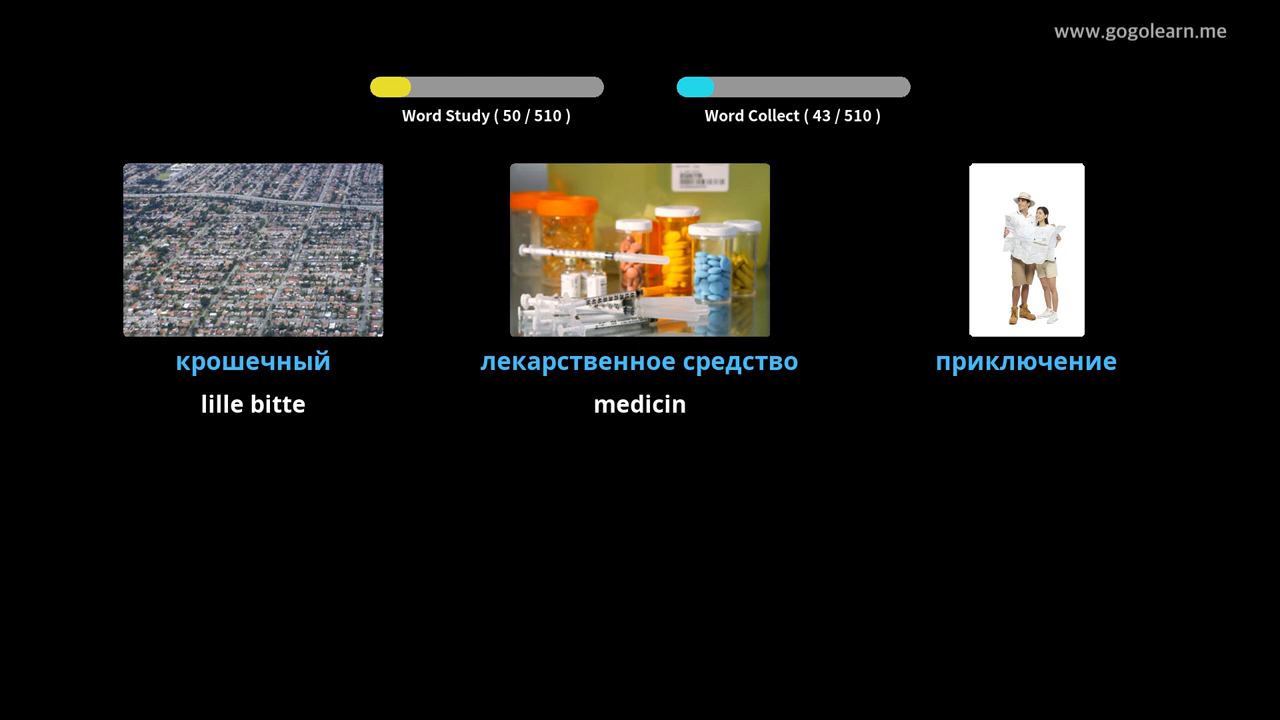 www.gogolearn.me
Word Study ( 50 / 510 )
Word Collect ( 43 / 510 )
крошечный
лекарственное средство
приключение
lille bitte
medicin